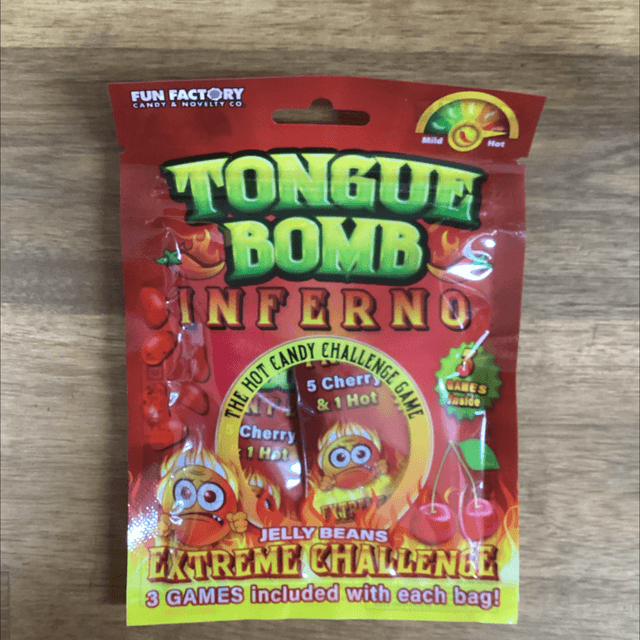 FUN FACTORY
CANDY & NOVELTY CO
Mild Hot
TONGUE
BOMB
INFERNO
THE HOT CANDY CHALLENGE GAME
3
GAMES
Inside
5 Cherry
& 1 Hot
Cherry
1 Hot
JELLY BEANS
EXTREME CHALLENGE
3 GAMES included with each bag!